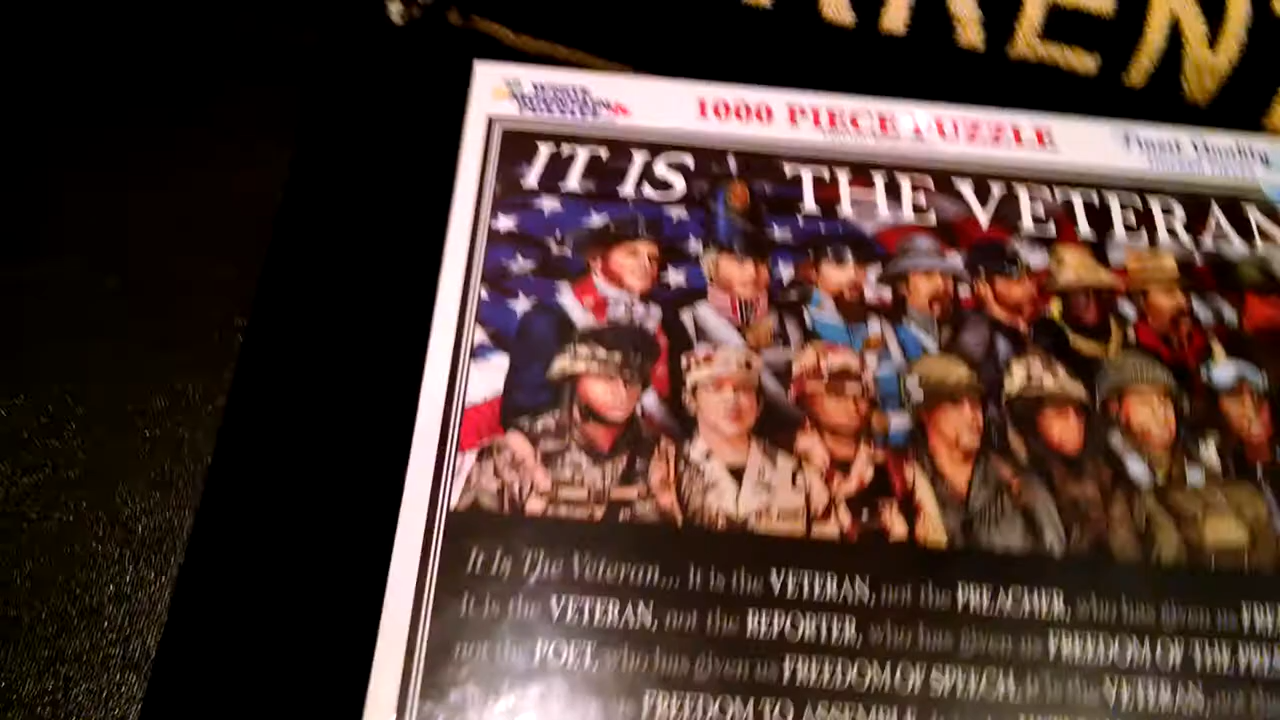 1000 PIECE PUZZLE
IT IS THE VETERAN
It Is The Veteran... it is the VETERAN, not the PREACHER, who has given us
it is the VETERAN, not the REPORTER, who has given us FREEDOM OF THE
not the POET, who has given us FREEDOM OF SPEECH, it is the VETERAN
FREEDOM TO ASSEMBLE